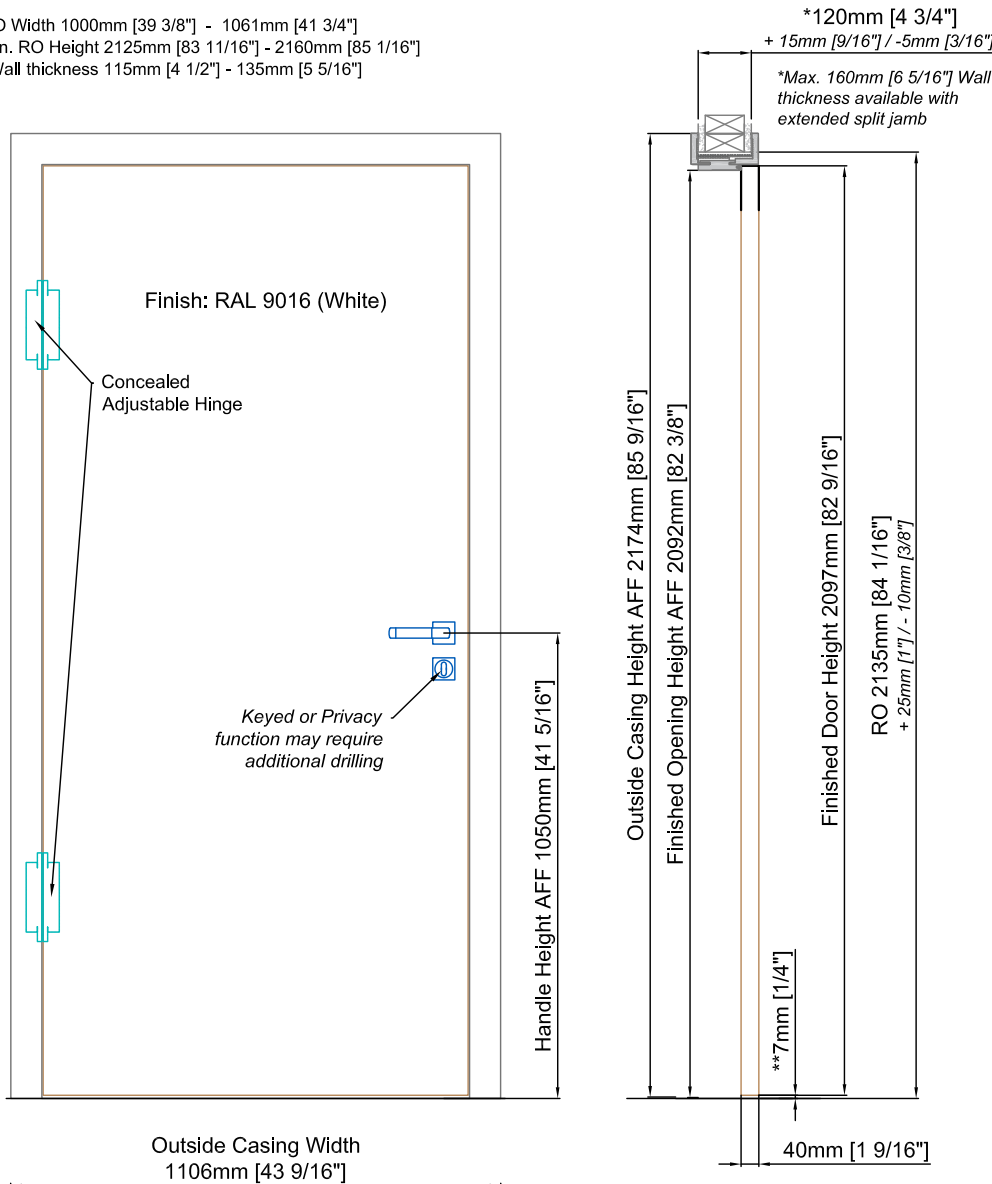 Width 1000mm [39 3/8"] - 1061mm [41 3/4"]
RO Height 2125mm [83 11/16"] - 2160mm [85 1/16"]
thickness 115mm [4 1/2"] - 135mm [5 5/16"]
*120mm [4 3/4"]
+ 15mm [9/16"] / -5mm [3/16"]
*Max. 160mm [6 5/16"] Wall
thickness available with
extended split jamb
Finish: RAL 9016 (White)
Concealed
Adjustable Hinge
Keyed or Privacy
function may require
additional drilling
Handle Height AFF 1050mm [41 5/16"]
Outside Casing Height AFF 2174mm [85 9/16"]
Finished Opening Height AFF 2092mm [82 3/8"]
Finished Door Height 2097mm [82 9/16"]
RO 2135mm [84 1/16"]
+ 25mm [1"] / - 10mm [3/8"]
**7mm [1/4"]
40mm [1 9/16"]
Outside Casing Width
1106mm [43 9/16"]